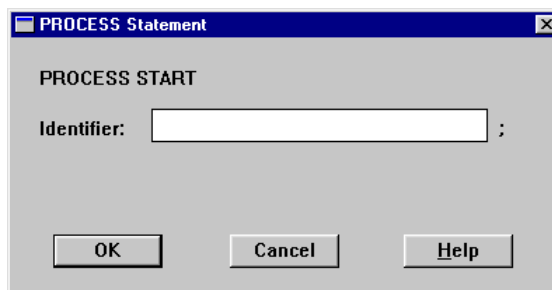 PROCESS Statement
PROCESS START
Identifier: ;
OK Cancel Help